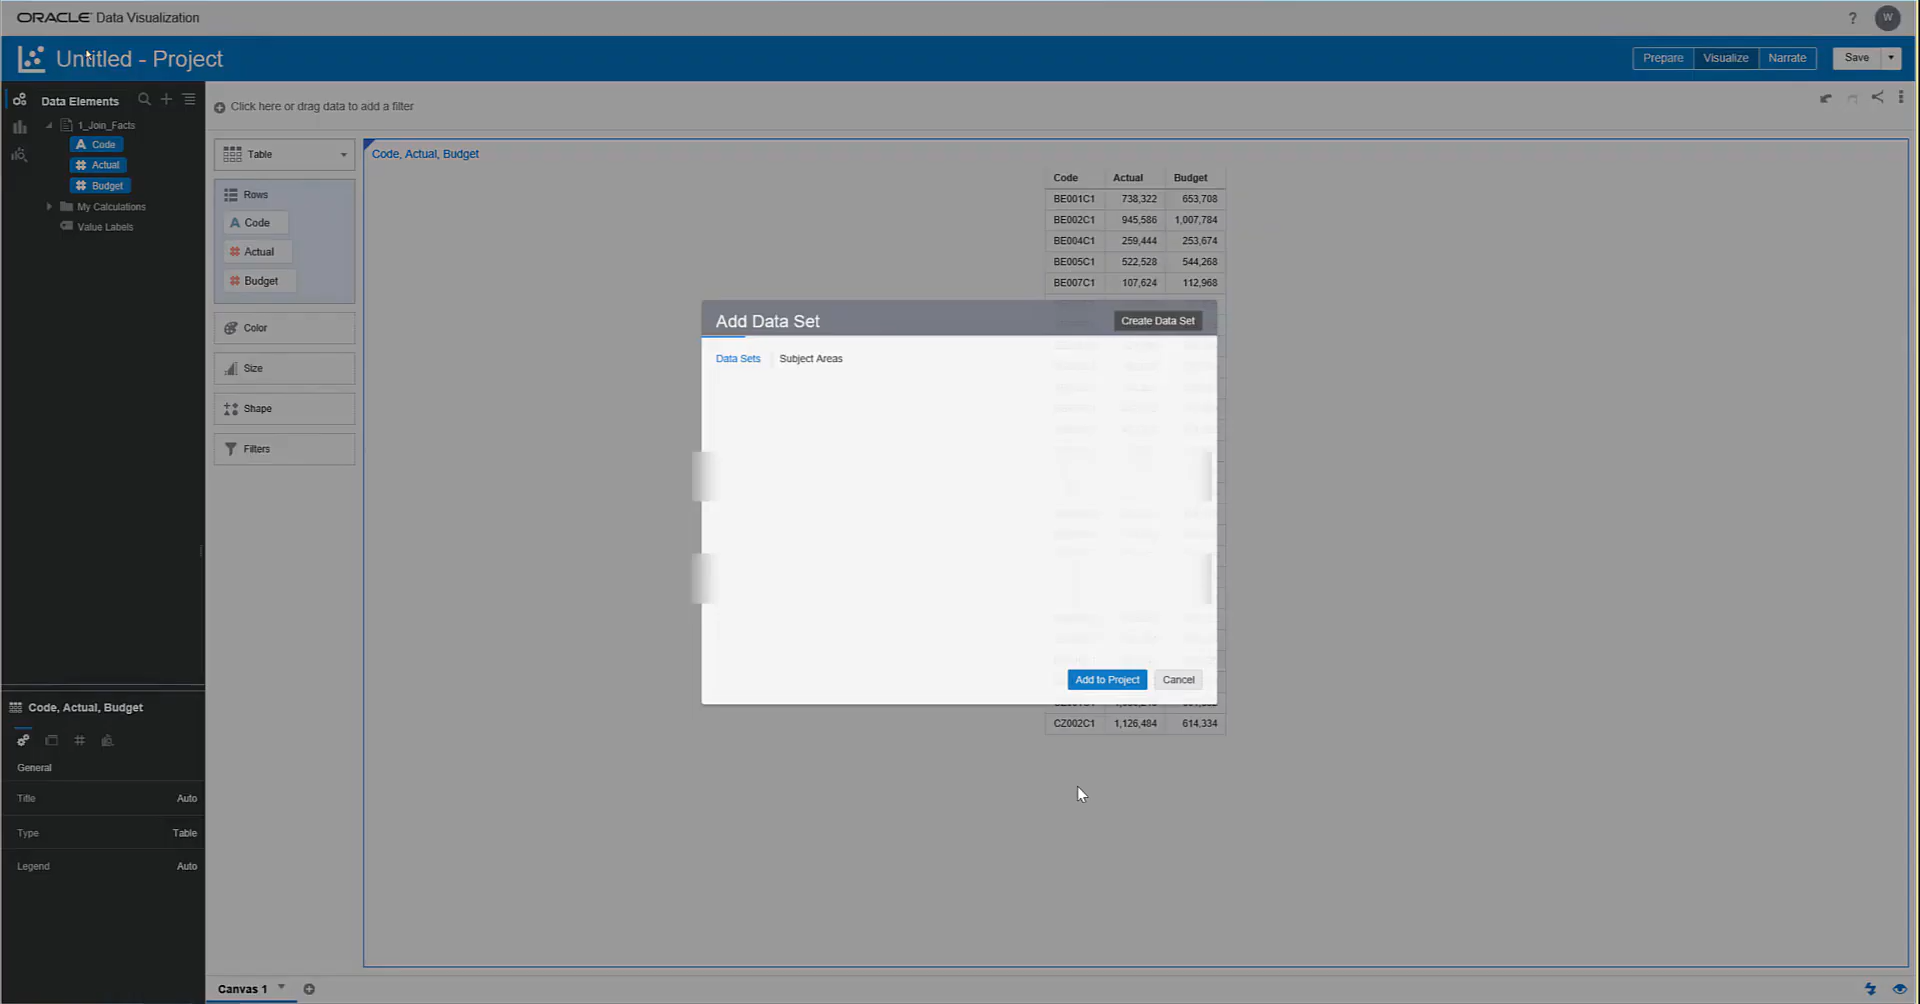 ORACLE Data Visualization
?
W
Untitled - Project
Prepare
Visualize
Narrate
Save
Data Elements
1_Join_Facts
A Code
# Actual
# Budget
My Calculations
Value Labels
Click here or drag data to add a filter
Table
Rows
A Code
# Actual
# Budget
Color
Size
Shape
Filters
Code, Actual, Budget
Code Actual Budget
BE001C1 738,322 653,708
BE002C1 945,586 1,007,784
BE004C1 259,444 253,674
BE005C1 522,528 544,268
BE007C1 107,624 112,968
Add Data Set
Create Data Set
Data Sets
Subject Areas
Add to Project
Cancel
CZ002C1 1,126,484 614,334
Code, Actual, Budget
General
Title Auto
Type Table
Legend Auto
Canvas 1